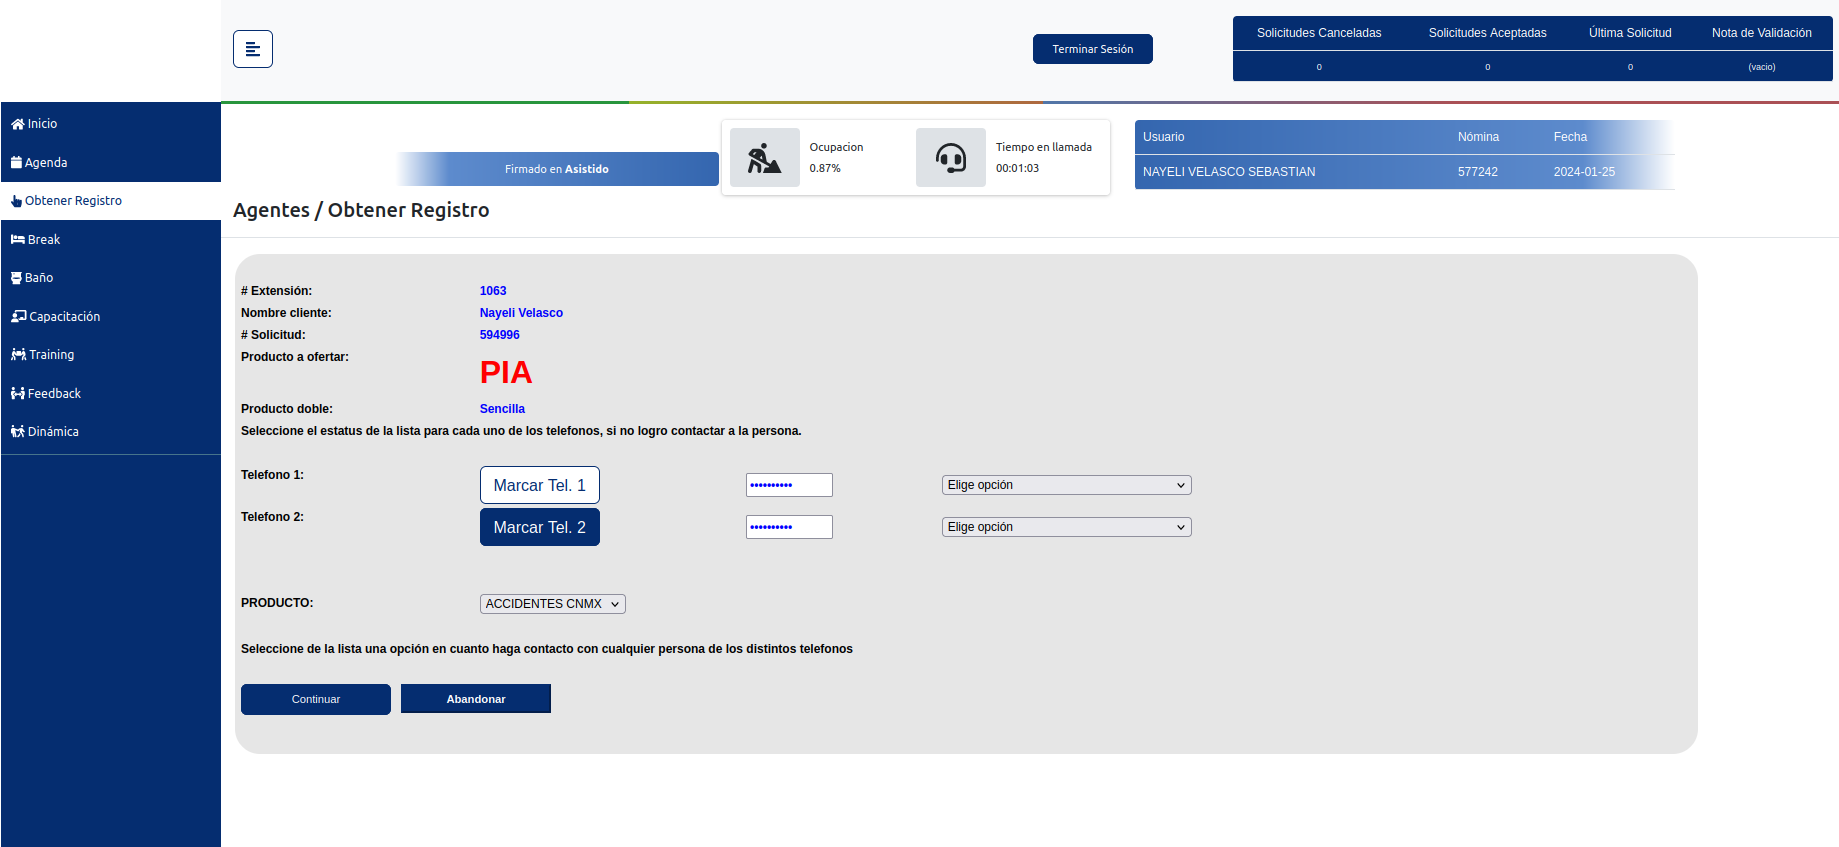 Terminar Sesión
Solicitudes Canceladas Solicitudes Aceptadas Última Solicitud Nota de Validación
0 0 0 (vacio)
Inicio
Agenda
Obtener Registro
Break
Baño
Capacitación
Training
Feedback
Dinámica
Firmado en Asistido
Ocupacion
0.87%
Tiempo en llamada
00:01:03
Usuario Nómina Fecha
NAYELI VELASCO SEBASTIAN 577242 2024-01-25
Agentes / Obtener Registro
# Extensión: 1063
Nombre cliente: Nayeli Velasco
# Solicitud: 594996
Producto a ofertar: PIA
Producto doble: Sencilla
Seleccione el estatus de la lista para cada uno de los telefonos, si no logro contactar a la persona.
Telefono 1: Marcar Tel. 1 •••••••••• Elige opción
Telefono 2: Marcar Tel. 2 •••••••••• Elige opción
PRODUCTO: ACCIDENTES CNMX
Seleccione de la lista una opción en cuanto haga contacto con cualquier persona de los distintos telefonos
Continuar Abandonar